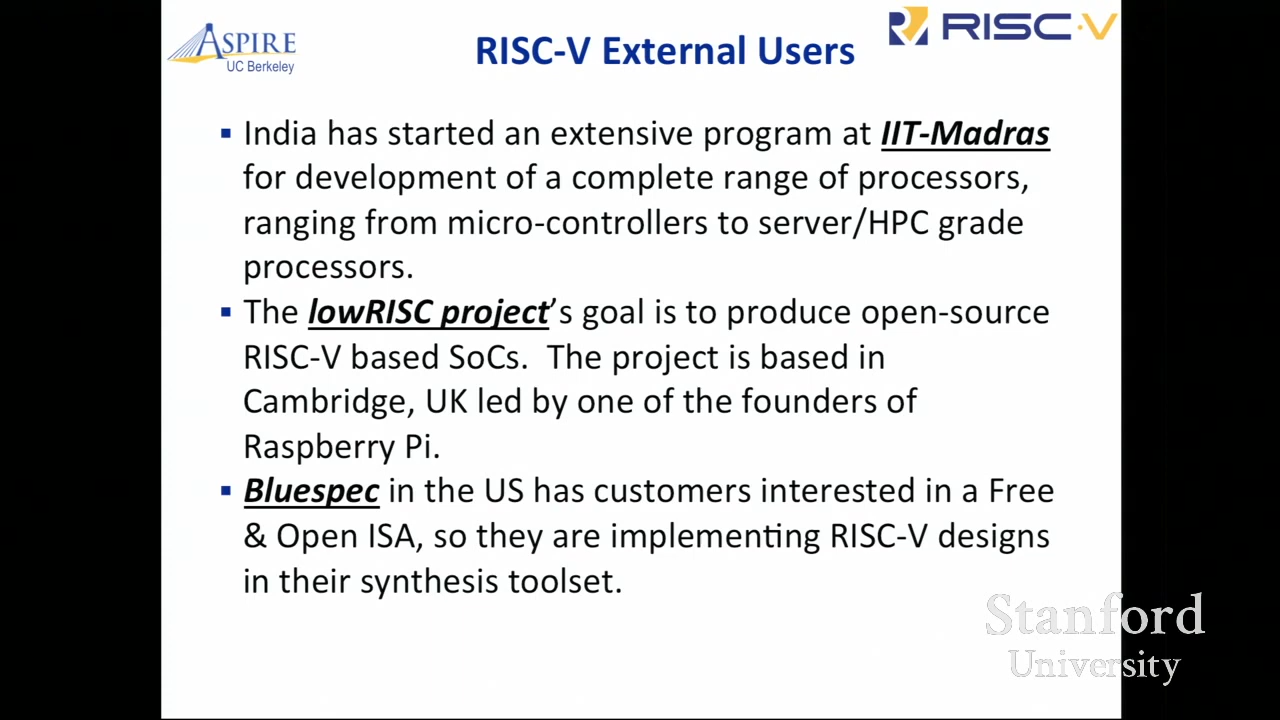 ASPIRE
UC Berkeley
RISC-V External Users
RISC-V
▪ India has started an extensive program at IIT-Madras
for development of a complete range of processors,
ranging from micro-controllers to server/HPC grade
processors.
▪ The lowRISC project’s goal is to produce open-source
RISC-V based SoCs. The project is based in
Cambridge, UK led by one of the founders of
Raspberry Pi.
▪ Bluespec in the US has customers interested in a Free
& Open ISA, so they are implementing RISC-V designs
in their synthesis toolset.
Stanford
University